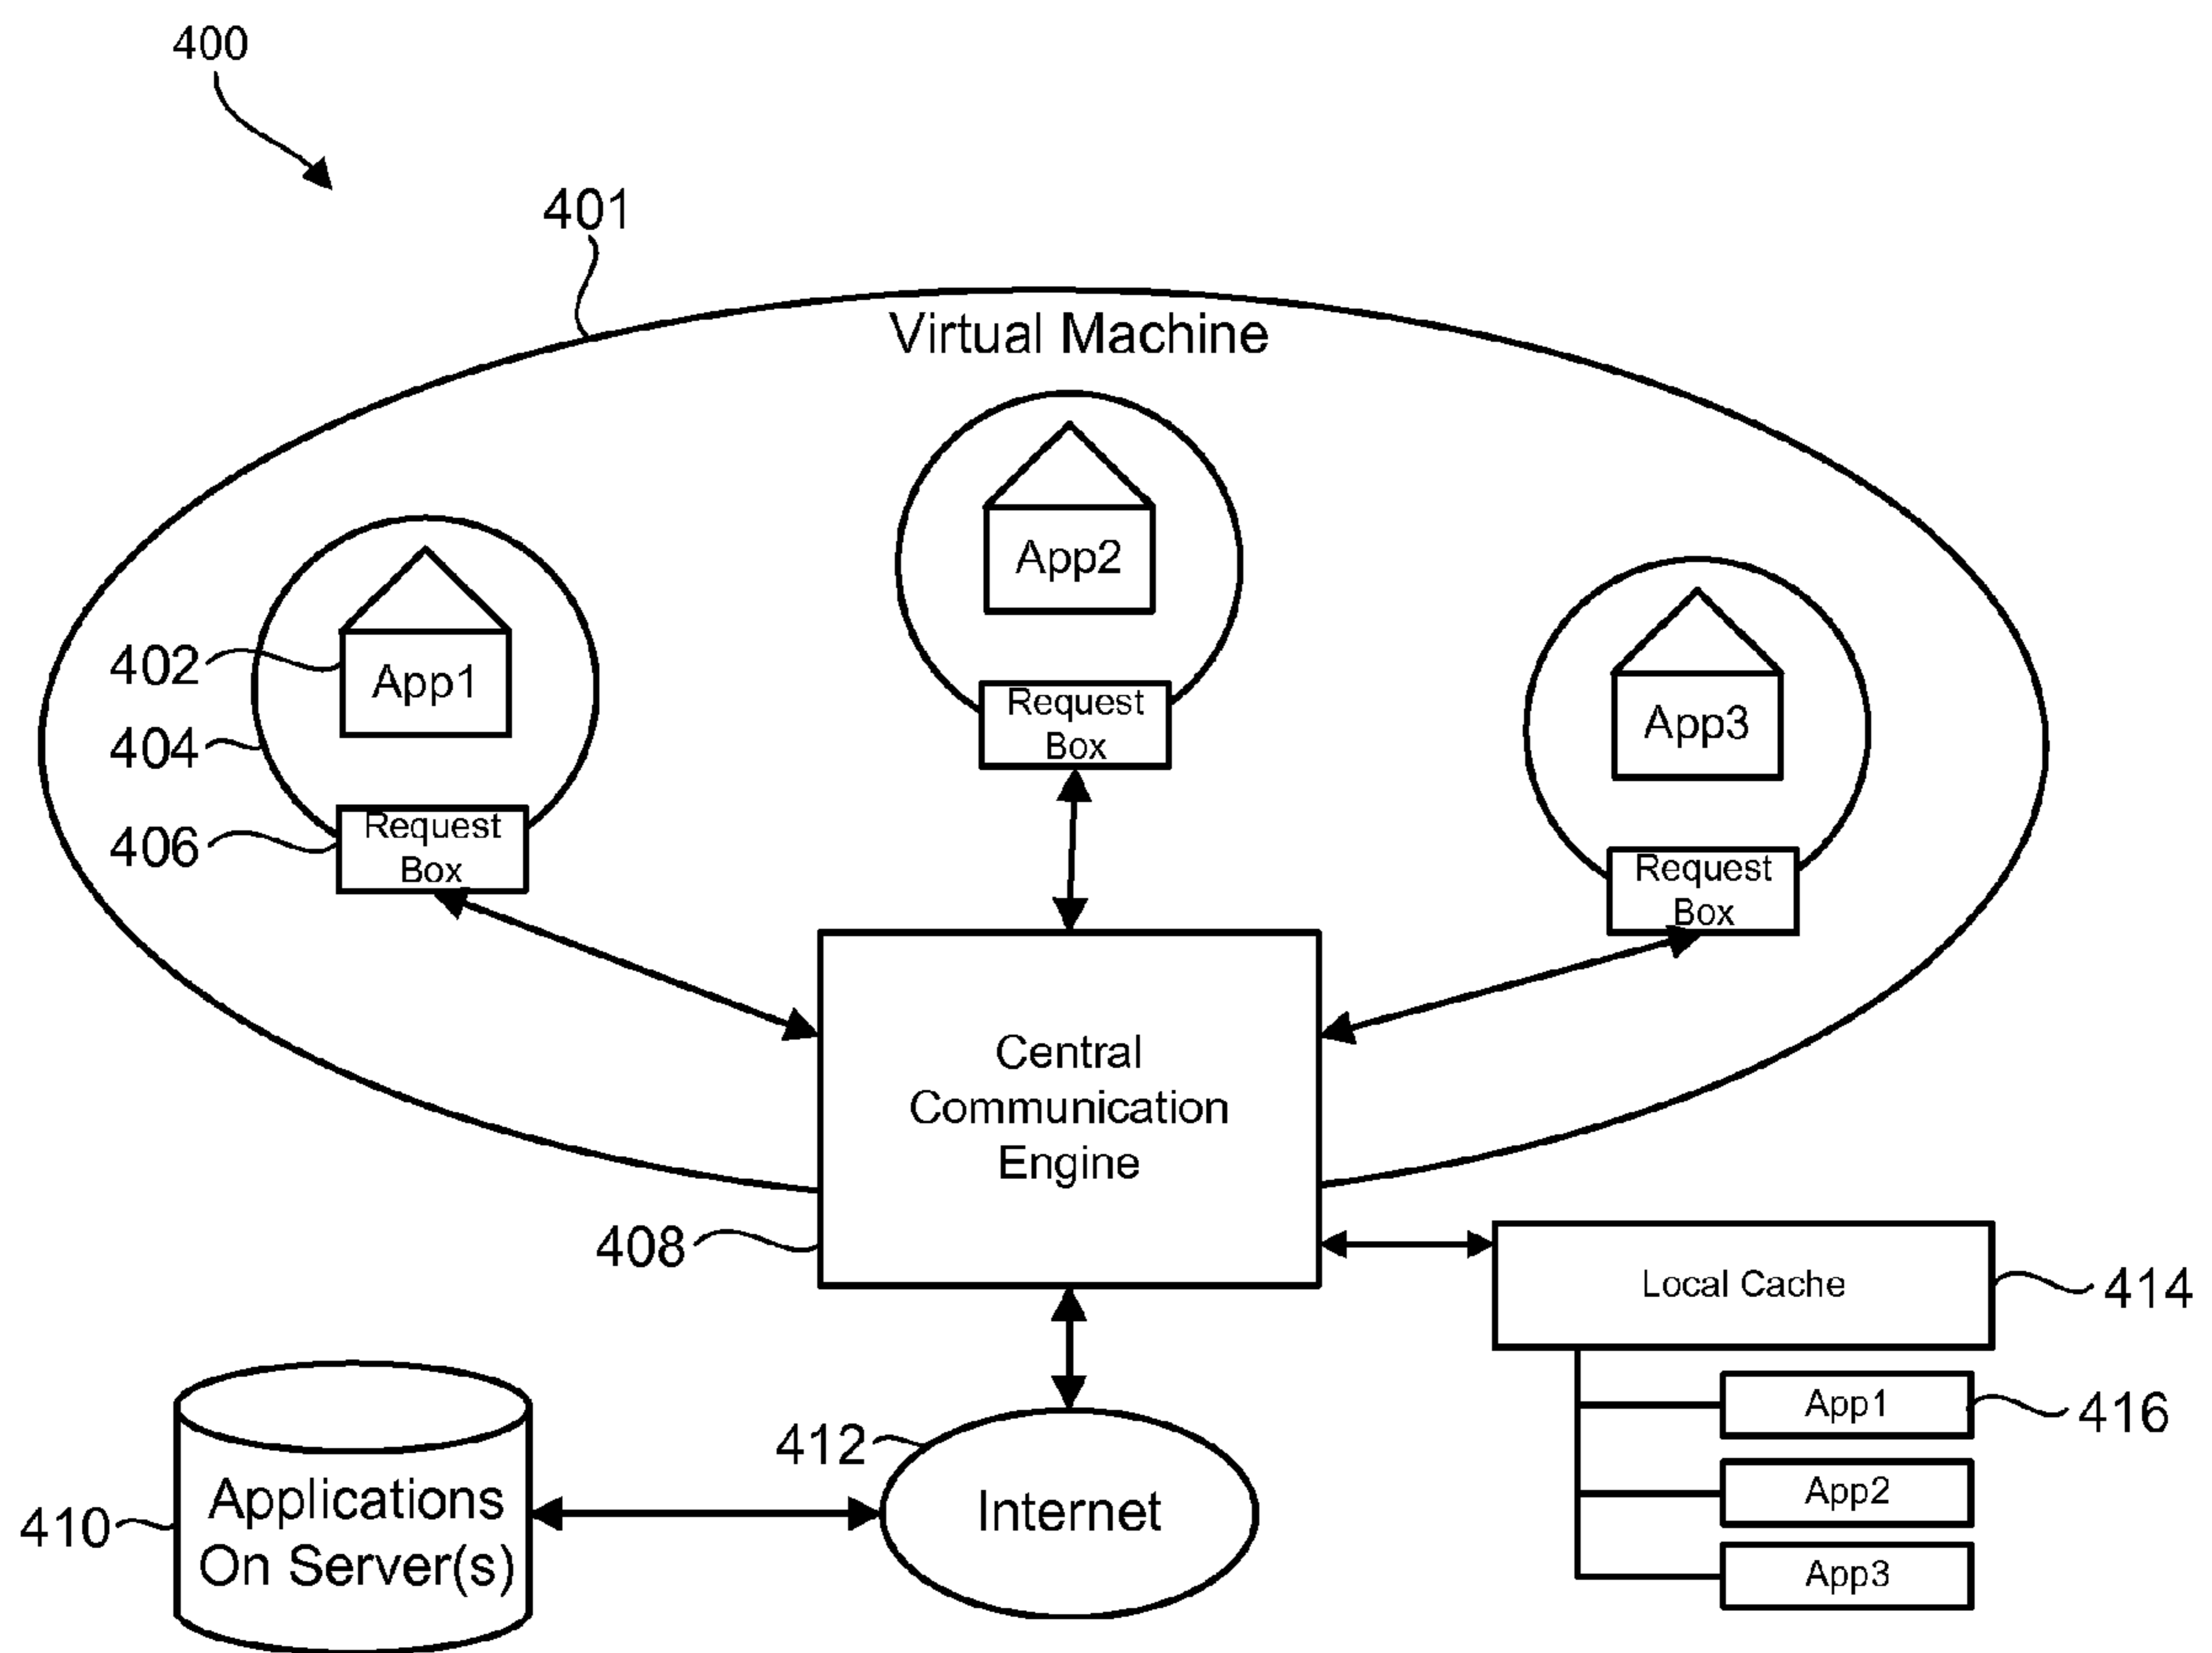 400
401
Virtual Machine
App2
402
App1
App3
404
Request
Box
406
Request
Box
Request
Box
Central
Communication
Engine
408
Local Cache
414
App1
416
412
Applications
On Server(s)
410
Internet
App2
App3